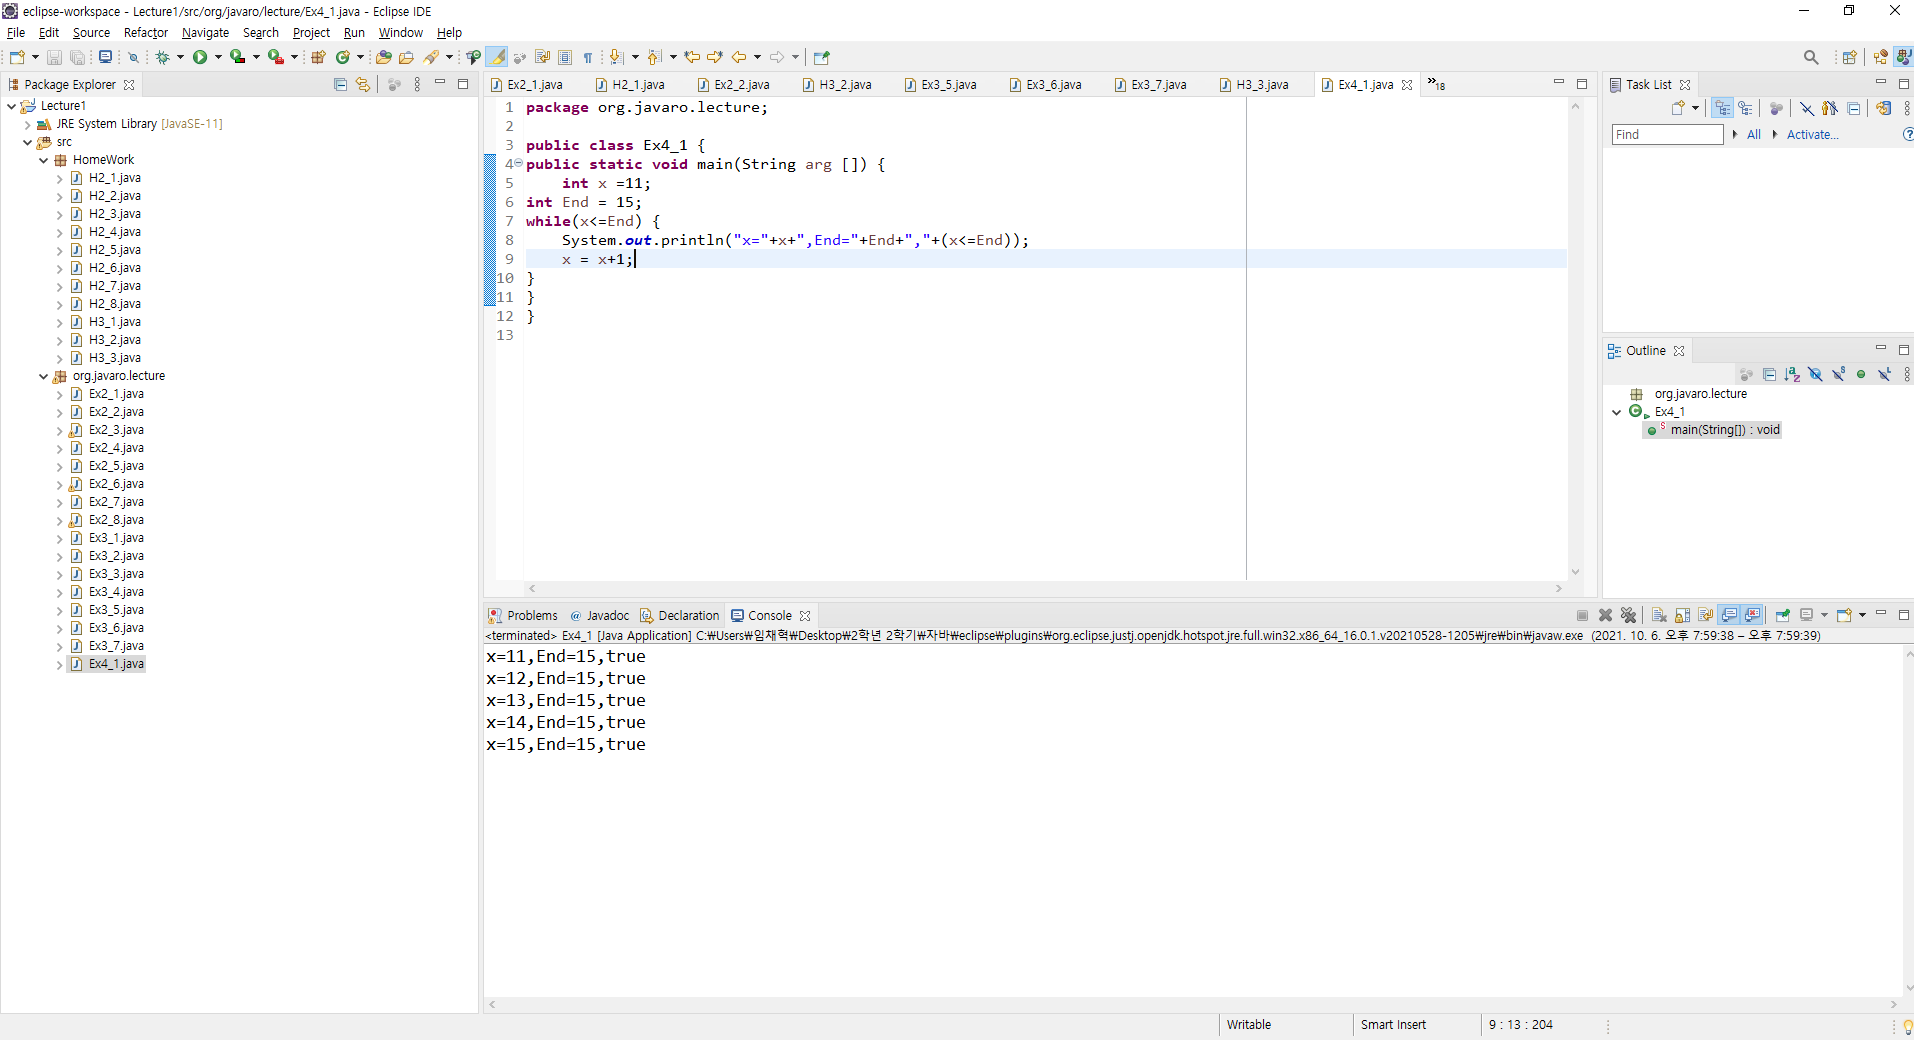 eclipse-workspace - Lecture1/src/org/javaro/lecture/Ex4_1.java - Eclipse IDE
File Edit Source Refactor Navigate Search Project Run Window Help
Package Explorer
Lecture1
JRE System Library [JavaSE-11]
src
HomeWork
H2_1.java
H2_2.java
H2_3.java
H2_4.java
H2_5.java
H2_6.java
H2_7.java
H2_8.java
H3_1.java
H3_2.java
H3_3.java
org.javaro.lecture
Ex2_1.java
Ex2_2.java
Ex2_3.java
Ex2_4.java
Ex2_5.java
Ex2_6.java
Ex2_7.java
Ex2_8.java
Ex3_1.java
Ex3_2.java
Ex3_3.java
Ex3_4.java
Ex3_5.java
Ex3_6.java
Ex3_7.java
Ex4_1.java
Ex2_1.java H2_1.java Ex2_2.java H3_2.java Ex3_5.java Ex3_6.java Ex3_7.java H3_3.java Ex4_1.java »18
1 package org.javaro.lecture;
2
3 public class Ex4_1 {
4 public static void main(String arg []) {
5 int x =11;
6 int End = 15;
7 while(x<=End) {
8 System.out.println("x="+x+",End="+End+","+(x<=End));
9 x = x+1;
10 }
11 }
12 }
13
Task List
Find All Activate...
Outline
org.javaro.lecture
Ex4_1
main(String[]) : void
Problems Javadoc Declaration Console
<terminated> Ex4_1 [Java Application] C:₩Users₩임채혁₩Desktop₩2학년 2학기₩자바₩eclipse₩plugins₩org.eclipse.justj.openjdk.hotspot.jre.full.win32.x86_64_16.0.1.v20210528-1205₩jre₩bin₩javaw.exe (2021. 10. 6. 오후 7:59:38 – 오후 7:59:39)
x=11,End=15,true
x=12,End=15,true
x=13,End=15,true
x=14,End=15,true
x=15,End=15,true
Writable Smart Insert 9 : 13 : 204